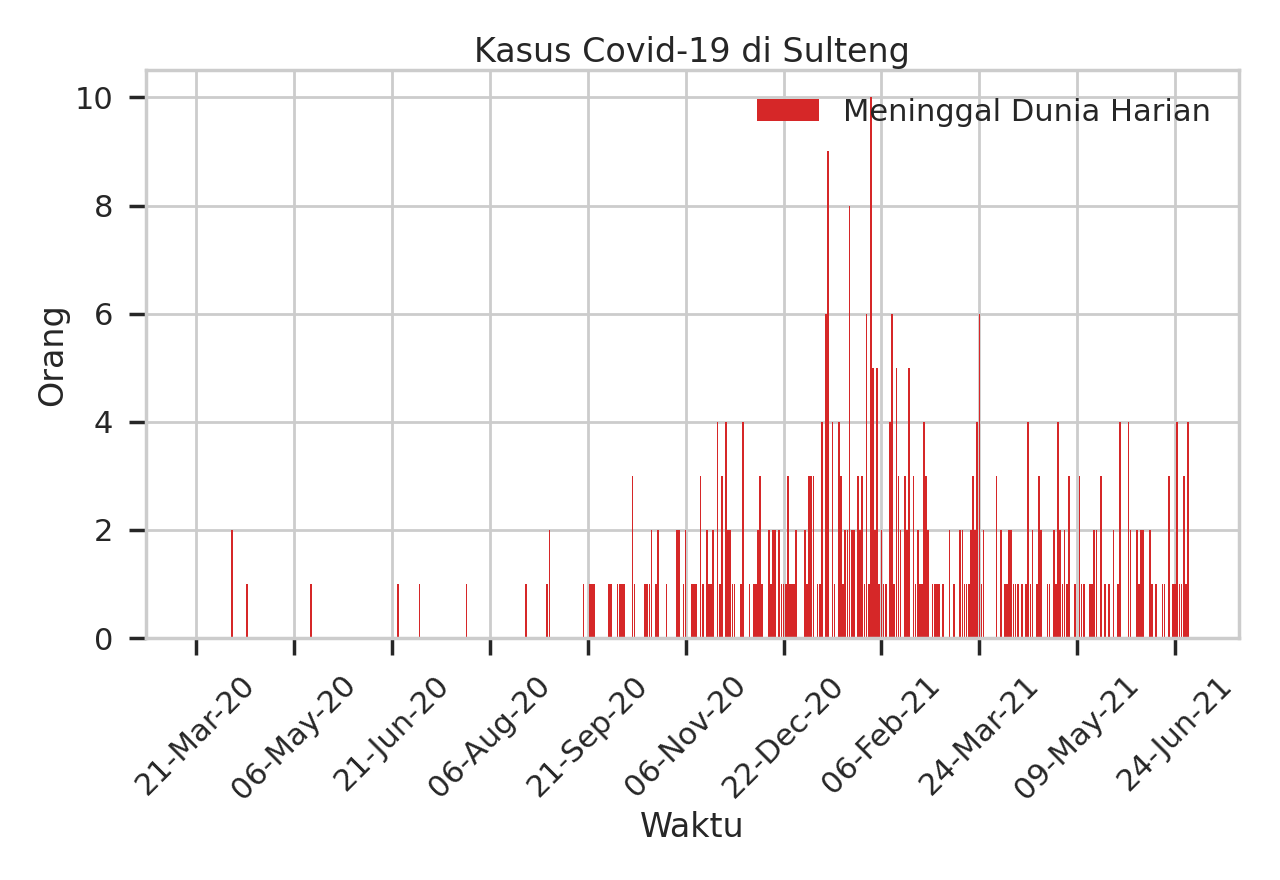 Kasus Covid-19 di Sulteng
Meninggal Dunia Harian
Orang
10
8
6
4
2
0
21-Mar-20
06-May-20
21-Jun-20
06-Aug-20
21-Sep-20
06-Nov-20
22-Dec-20
06-Feb-21
24-Mar-21
09-May-21
24-Jun-21
Waktu